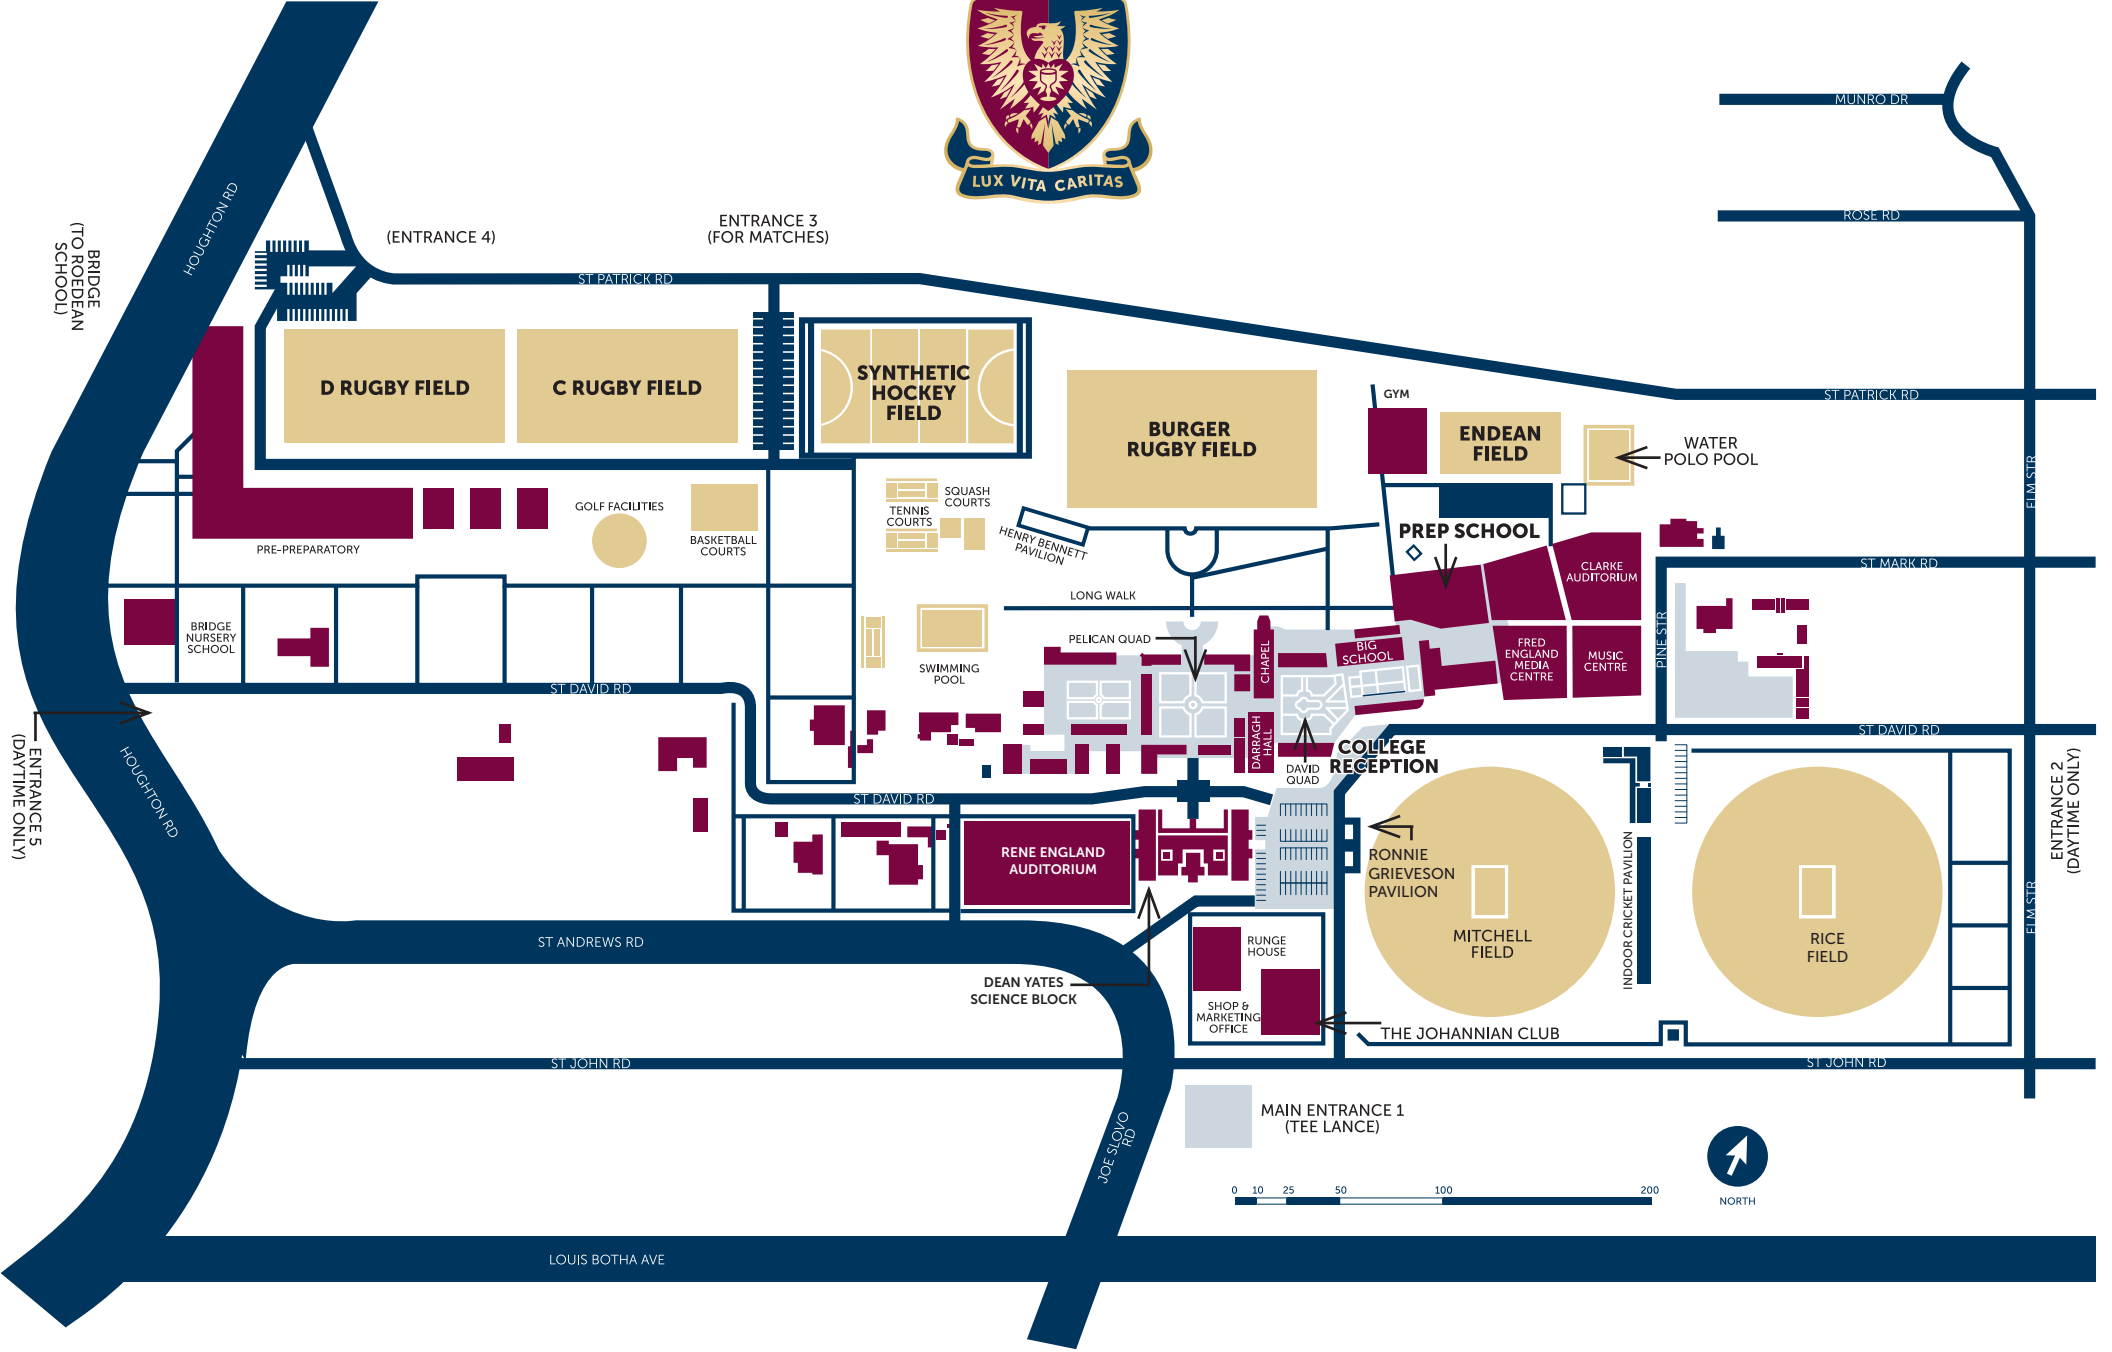 LUX VITA CARITAS
MUNRO DR
ROSE RD
HOUGHTON RD
BRIDGE
(TO ROEDEAN
SCHOOL)
(ENTRANCE 4)
ENTRANCE 3
(FOR MATCHES)
ST PATRICK RD
D RUGBY FIELD
C RUGBY FIELD
SYNTHETIC
HOCKEY
FIELD
BURGER
RUGBY FIELD
GYM
ENDEAN
FIELD
WATER
POLO POOL
ST PATRICK RD
ELM STR
PRE-PREPARATORY
GOLF FACILITIES
BASKETBALL
COURTS
SQUASH
COURTS
TENNIS
COURTS
HENRY BENNETT
PAVILION
PREP SCHOOL
CLARKE
AUDITORIUM
ST MARK RD
LONG WALK
BRIDGE
NURSERY
SCHOOL
PELICAN QUAD
SWIMMING
POOL
CHAPEL
BIG
SCHOOL
FRED
ENGLAND
MEDIA
CENTRE
MUSIC
CENTRE
PINE STR
ST DAVID RD
ENTRANCE 5
(DAYTIME ONLY)
HOUGHTON RD
DARRAGH
HALL
DAVID
QUAD
COLLEGE
RECEPTION
ST DAVID RD
ENTRANCE 2
(DAYTIME ONLY)
ST DAVID RD
RENE ENGLAND
AUDITORIUM
RONNIE
GRIEVESON
PAVILION
INDOOR CRICKET PAVILION
MITCHELL
FIELD
RICE
FIELD
ELM STR
ST ANDREWS RD
DEAN YATES
SCIENCE BLOCK
RUNGE
HOUSE
SHOP &
MARKETING
OFFICE
THE JOHANNIAN CLUB
ST JOHN RD
ST JOHN RD
MAIN ENTRANCE 1
(TEE LANCE)
JOE SLOVO
RD
0 10 25 50 100 200
NORTH
LOUIS BOTHA AVE